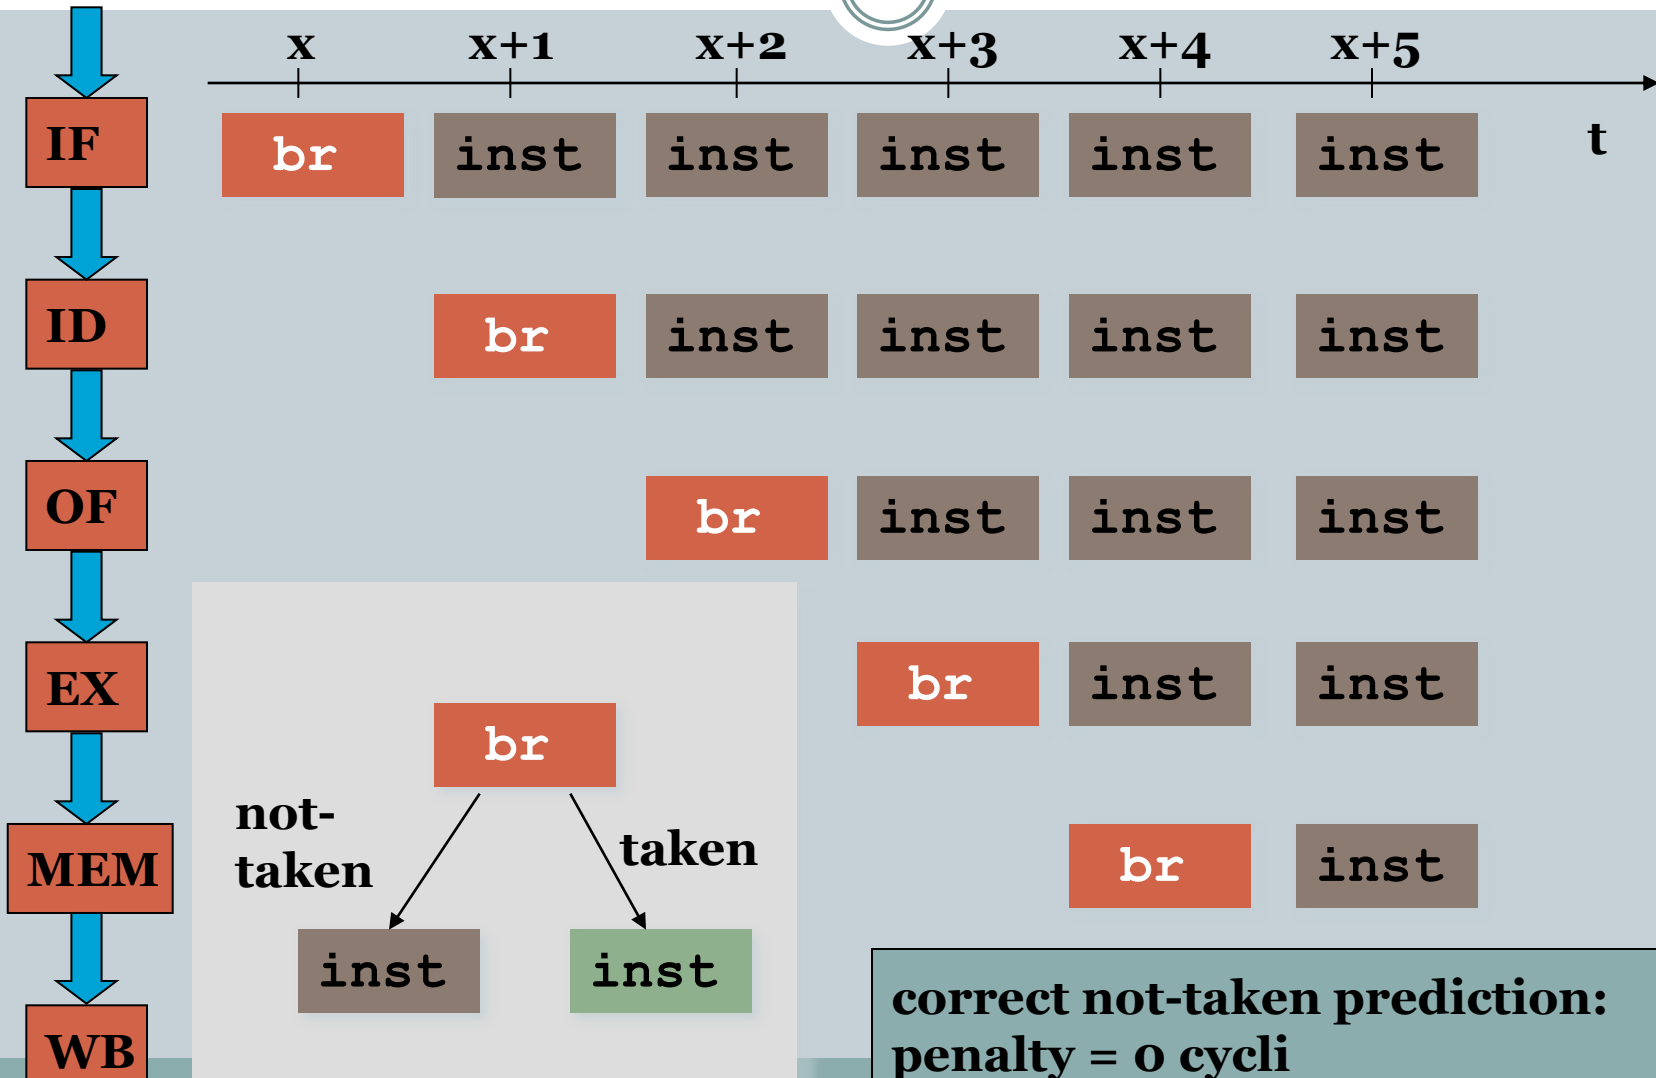 x x+1 x+2 x+3 x+4 x+5
t
IF br inst inst inst inst inst
ID br inst inst inst inst
OF br inst inst inst
EX br inst inst
MEM br inst
WB
br
not-
taken
taken
inst inst
correct not-taken prediction:
penalty = 0 cycli